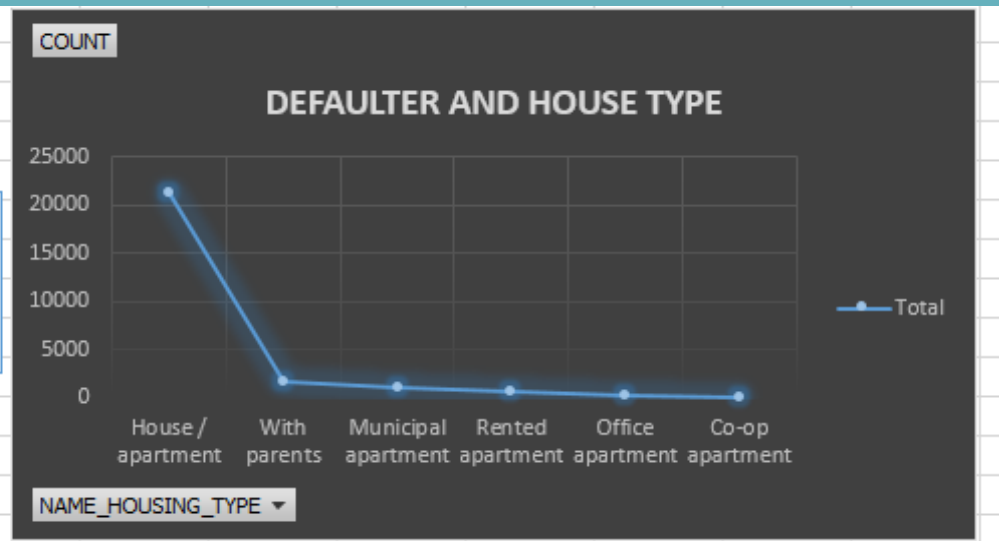 COUNT
DEFAULTER AND HOUSE TYPE
25000
20000
15000
10000
5000
0
Total
House / With Municipal Rented Office Co-op
apartment parents apartment apartment apartment apartment
NAME_HOUSING_TYPE